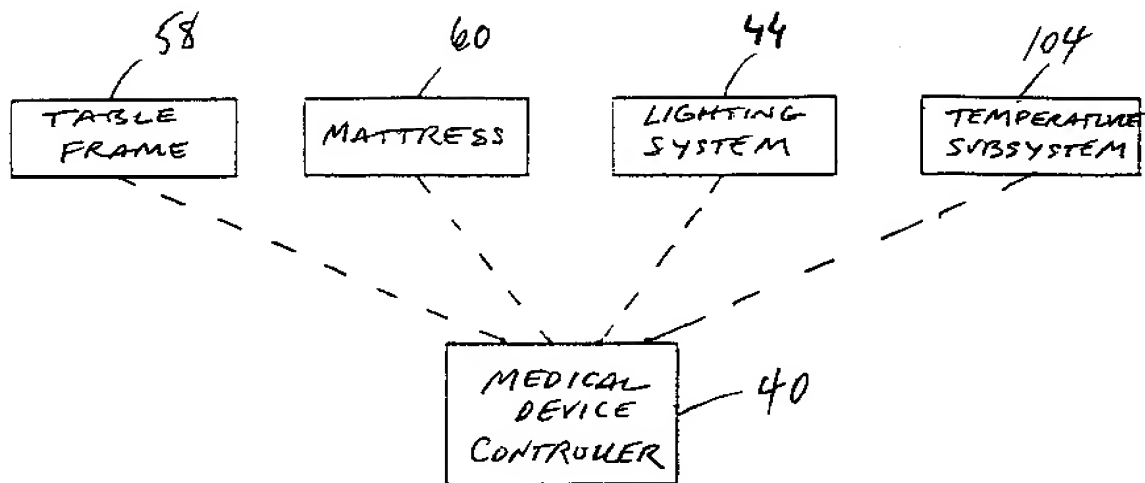 58
60
44
104
TABLE
FRAME
MATTRESS
LIGHTING
SYSTEM
TEMPERATURE
SUBSYSTEM
MEDICAL
DEVICE
CONTROLLER
40